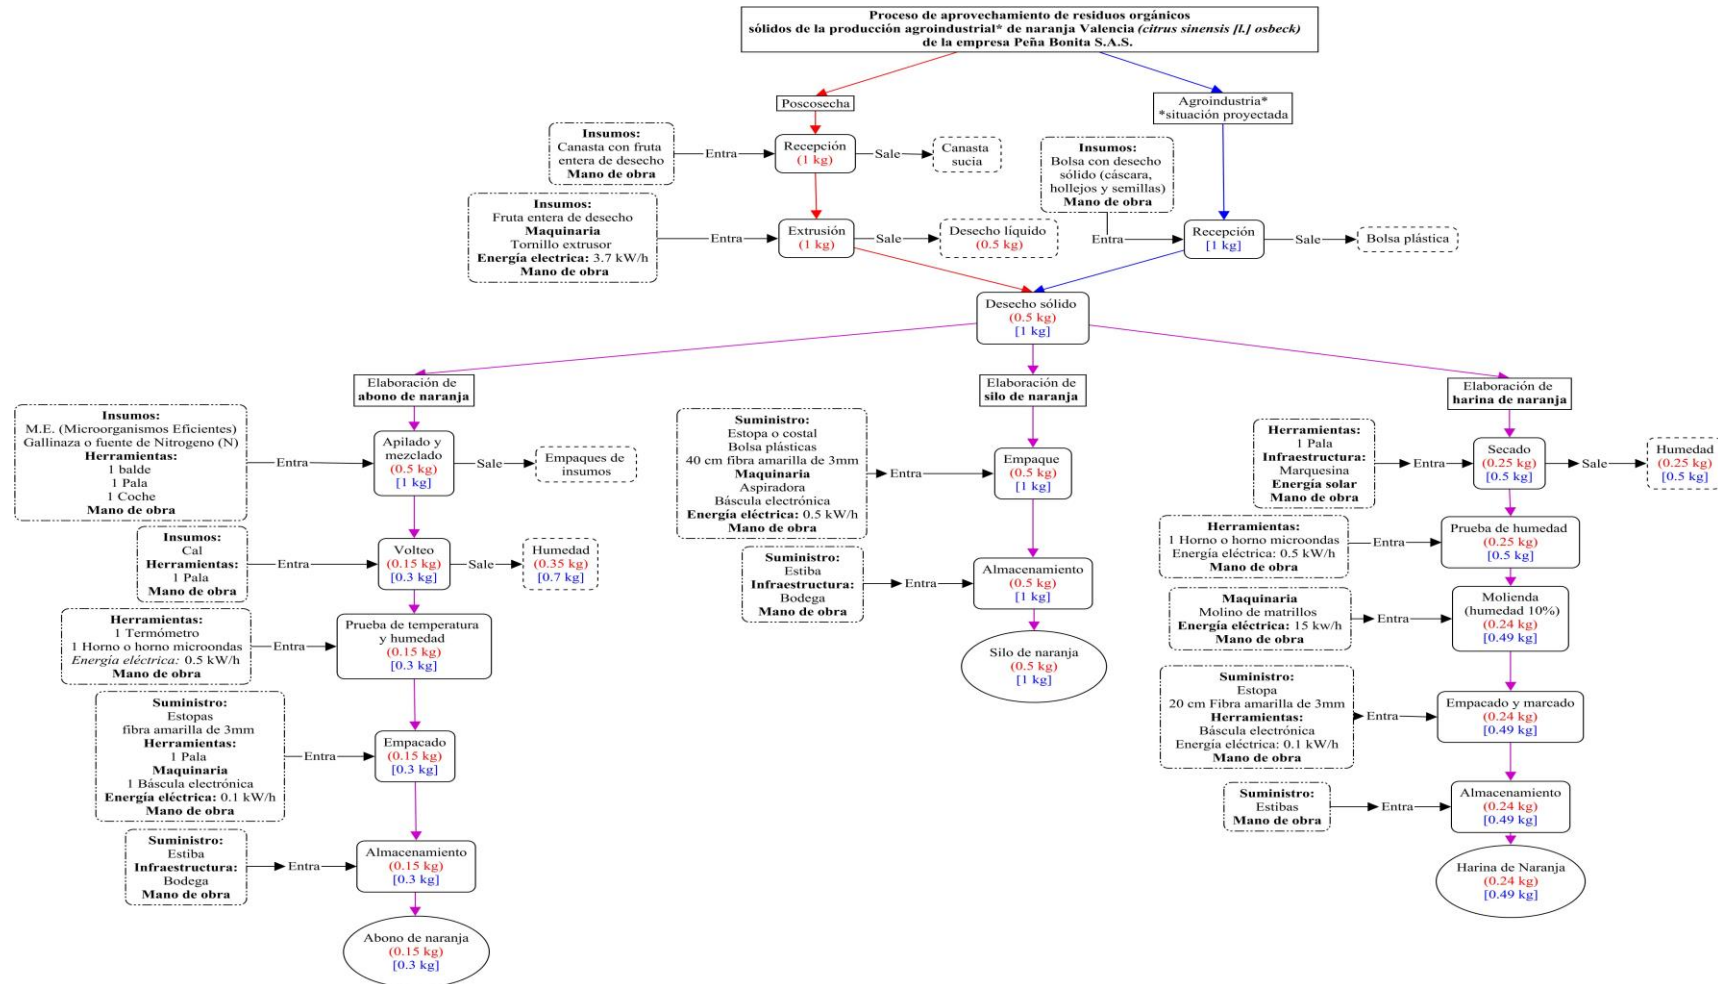 Proceso de aprovechamiento de residuos orgánicos
sólidos de la producción agroindustrial* de naranja Valencia (citrus sinensis [l.] osbeck)
de la empresa Peña Bonita S.A.S.
Poscosecha
Agroindustria*
*situación proyectada
Insumos:
Canasta con fruta
entera de desecho
Mano de obra
Entra
Recepción
(1 kg)
Sale
Canasta
sucia
Insumos:
Bolsa con desecho
sólido (cáscara,
hollejos y semillas)
Mano de obra
Insumos:
Fruta entera de desecho
Maquinaria
Tornillo extrusor
Energía electrica: 3.7 kW/h
Mano de obra
Entra
Extrusión
(1 kg)
Sale
Desecho líquido
(0.5 kg)
Entra
Recepción
[1 kg]
Sale
Bolsa plástica
Desecho sólido
(0.5 kg)
[1 kg]
Elaboración de
abono de naranja
Insumos:
M.E. (Microorganismos Eficientes)
Gallinaza o fuente de Nitrogeno (N)
Herramientas:
1 balde
1 Pala
1 Coche
Mano de obra
Entra
Apilado y
mezclado
(0.5 kg)
[1 kg]
Sale
Empaques de
insumos
Insumos:
Cal
Herramientas:
1 Pala
Mano de obra
Entra
Volteo
(0.15 kg)
[0.3 kg]
Sale
Humedad
(0.35 kg)
[0.7 kg]
Herramientas:
1 Termómetro
1 Horno o horno microondas
Energía eléctrica: 0.5 kW/h
Mano de obra
Entra
Prueba de temperatura
y humedad
(0.15 kg)
[0.3 kg]
Suministro:
Estopas
fibra amarilla de 3mm
Herramientas:
1 Pala
Maquinaria
1 Báscula electrónica
Energía eléctrica: 0.1 kW/h
Mano de obra
Entra
Empacado
(0.15 kg)
[0.3 kg]
Suministro:
Estiba
Infraestructura:
Bodega
Mano de obra
Entra
Almacenamiento
(0.15 kg)
[0.3 kg]
Abono de naranja
(0.15 kg)
[0.3 kg]
Elaboración de
silo de naranja
Suministro:
Estopa o costal
Bolsa plásticas
40 cm fibra amarilla de 3mm
Maquinaria
Aspiradora
Báscula electrónica
Energía eléctrica: 0.5 kW/h
Mano de obra
Entra
Empaque
(0.5 kg)
[1 kg]
Suministro:
Estiba
Infraestructura:
Bodega
Mano de obra
Entra
Almacenamiento
(0.5 kg)
[1 kg]
Silo de naranja
(0.5 kg)
[1 kg]
Elaboración de
harina de naranja
Herramientas:
1 Pala
Infraestructura:
Marquesina
Energía solar
Mano de obra
Entra
Secado
(0.25 kg)
[0.5 kg]
Sale
Humedad
(0.25 kg)
[0.5 kg]
Herramientas:
1 Horno o horno microondas
Energía eléctrica: 0.5 kW/h
Mano de obra
Entra
Prueba de humedad
(0.25 kg)
[0.5 kg]
Maquinaria
Molino de matrillos
Energía eléctrica: 15 kw/h
Mano de obra
Entra
Molienda
(humedad 10%)
(0.24 kg)
[0.49 kg]
Suministro:
Estopa
20 cm Fibra amarilla de 3mm
Herramientas:
Báscula electrónica
Energía eléctrica: 0.1 kW/h
Mano de obra
Entra
Empacado y marcado
(0.24 kg)
[0.49 kg]
Suministro:
Estibas
Mano de obra
Entra
Almacenamiento
(0.24 kg)
[0.49 kg]
Harina de Naranja
(0.24 kg)
[0.49 kg]